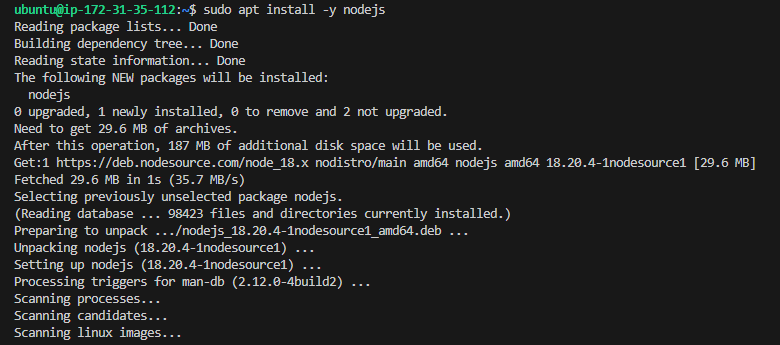 ubuntu@ip-172-31-35-112:~$ sudo apt install -y nodejs
Reading package lists... Done
Building dependency tree... Done
Reading state information... Done
The following NEW packages will be installed:
  nodejs
0 upgraded, 1 newly installed, 0 to remove and 2 not upgraded.
Need to get 29.6 MB of archives.
After this operation, 187 MB of additional disk space will be used.
Get:1 https://deb.nodesource.com/node_18.x nodistro/main amd64 nodejs amd64 18.20.4-1nodesource1 [29.6 MB]
Fetched 29.6 MB in 1s (35.7 MB/s)
Selecting previously unselected package nodejs.
(Reading database ... 98423 files and directories currently installed.)
Preparing to unpack .../nodejs_18.20.4-1nodesource1_amd64.deb ...
Unpacking nodejs (18.20.4-1nodesource1) ...
Setting up nodejs (18.20.4-1nodesource1) ...
Processing triggers for man-db (2.12.0-4build2) ...
Scanning processes...
Scanning candidates...
Scanning linux images...